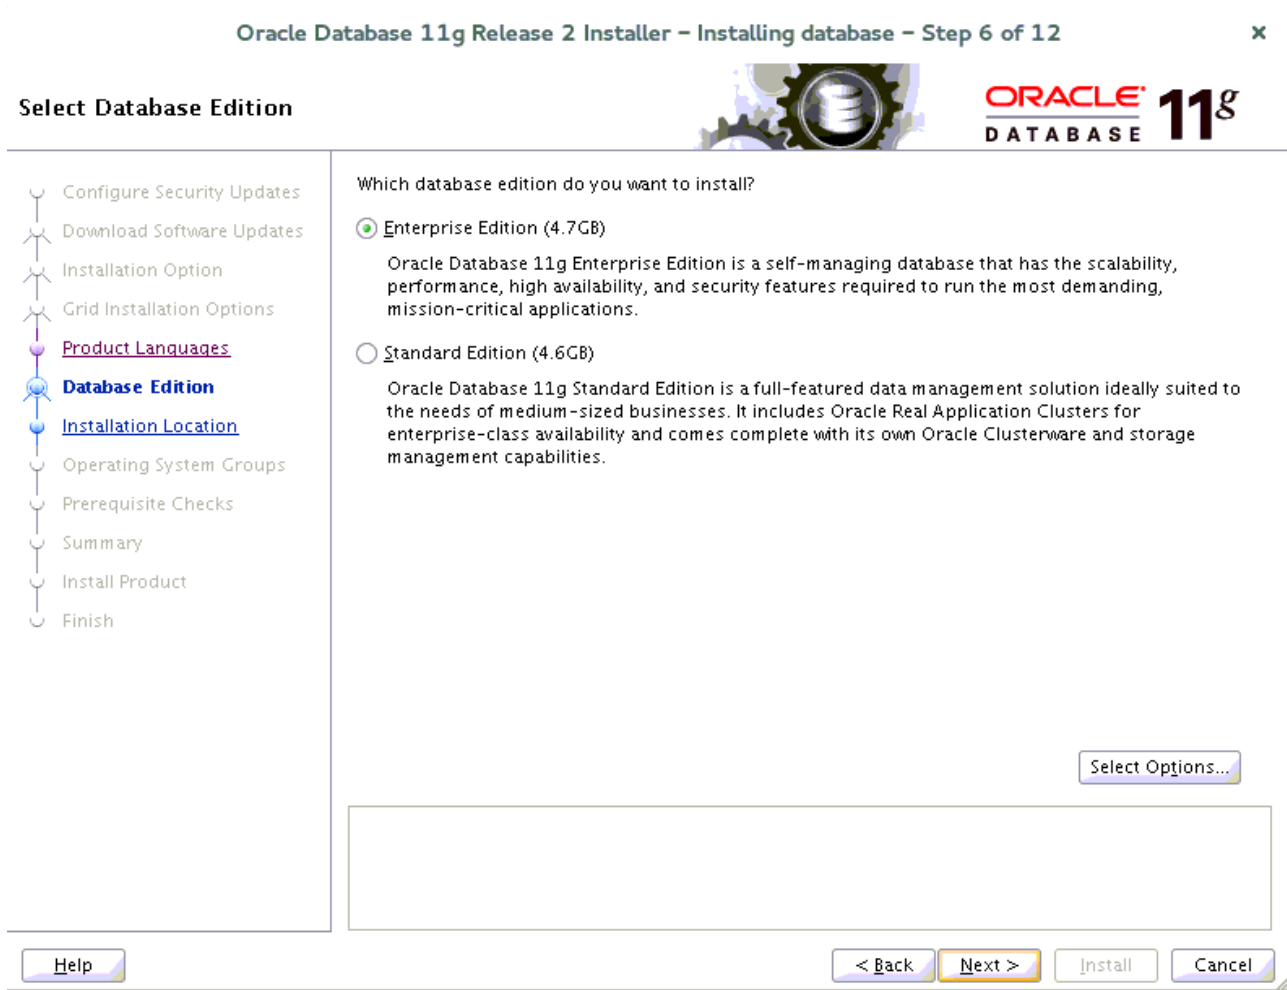 Oracle Database 11g Release 2 Installer – Installing database – Step 6 of 12
Select Database Edition
ORACLE
DATABASE
11g
Configure Security Updates
Download Software Updates
Installation Option
Grid Installation Options
Product Languages
Database Edition
Installation Location
Operating System Groups
Prerequisite Checks
Summary
Install Product
Finish
Which database edition do you want to install?
Enterprise Edition (4.7GB)
Oracle Database 11g Enterprise Edition is a self-managing database that has the scalability,
performance, high availability, and security features required to run the most demanding,
mission-critical applications.
Standard Edition (4.6GB)
Oracle Database 11g Standard Edition is a full-featured data management solution ideally suited to
the needs of medium-sized businesses. It includes Oracle Real Application Clusters for
enterprise-class availability and comes complete with its own Oracle Clusterware and storage
management capabilities.
Select Options...
Help
< Back
Next >
Install
Cancel